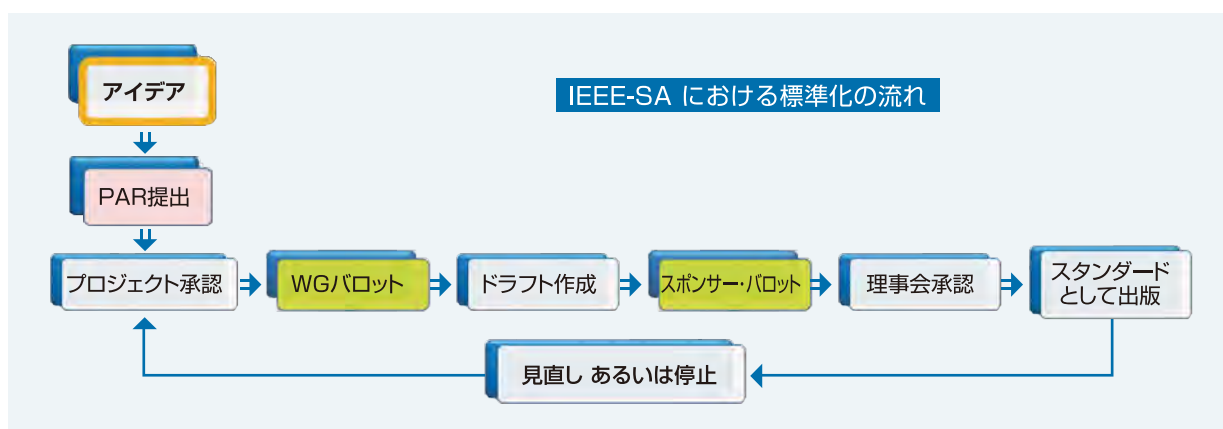 アイデア
IEEE-SA における標準化の流れ
PAR提出
プロジェクト承認
WGバロット
ドラフト作成
スポンサー・バロット
理事会承認
スタンダード
として出版
見直し あるいは停止